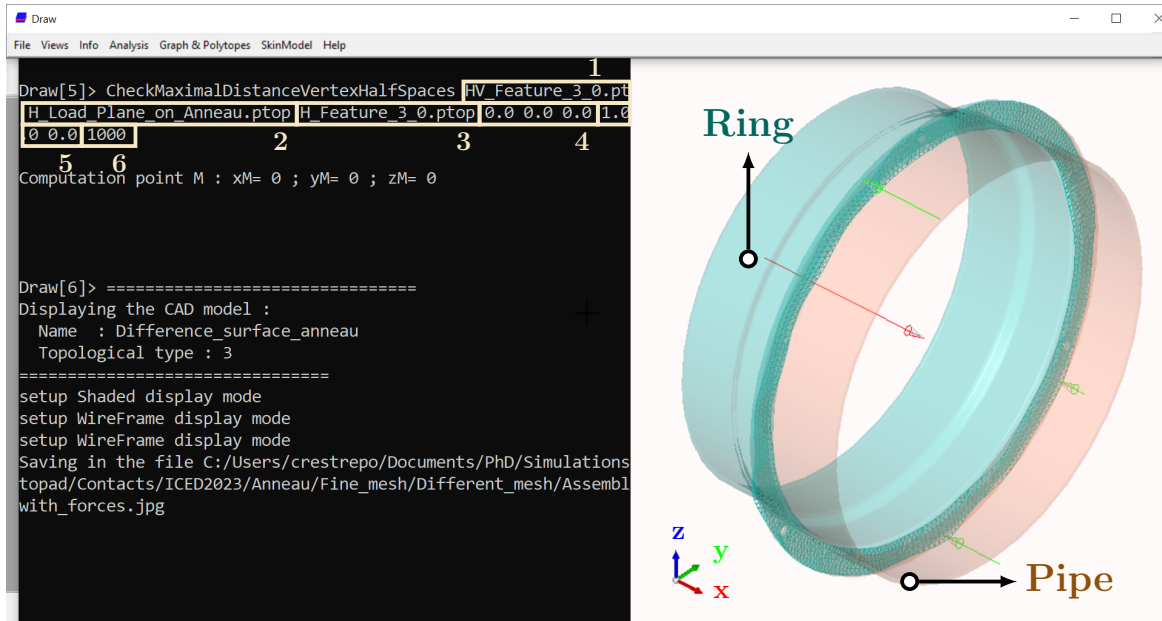 Draw
File Views Info Analysis Graph & Polytopes SkinModel Help
1
Draw[5]> CheckMaximalDistanceVertexHalfSpaces HV_Feature_3_0.pt
H_Load_Plane_on_Anneau.ptop H_Feature_3_0.ptop 0.0 0.0 0.0 1.0
.0 0.0 1000
2 3 4
5 6
Computation point M : xM= 0 ; yM= 0 ; zM= 0
Draw[6]> ================================
Displaying the CAD model :
Name : Difference_surface_anneau
Topological type : 3
================================
setup Shaded display mode
setup WireFrame display mode
setup WireFrame display mode
Saving in the file C:/Users/crestrepo/Documents/PhD/Simulations
topad/Contacts/ICED2023/Anneau/Fine_mesh/Different_mesh/Assembl
with_forces.jpg
Ring
z
y
x
Pipe